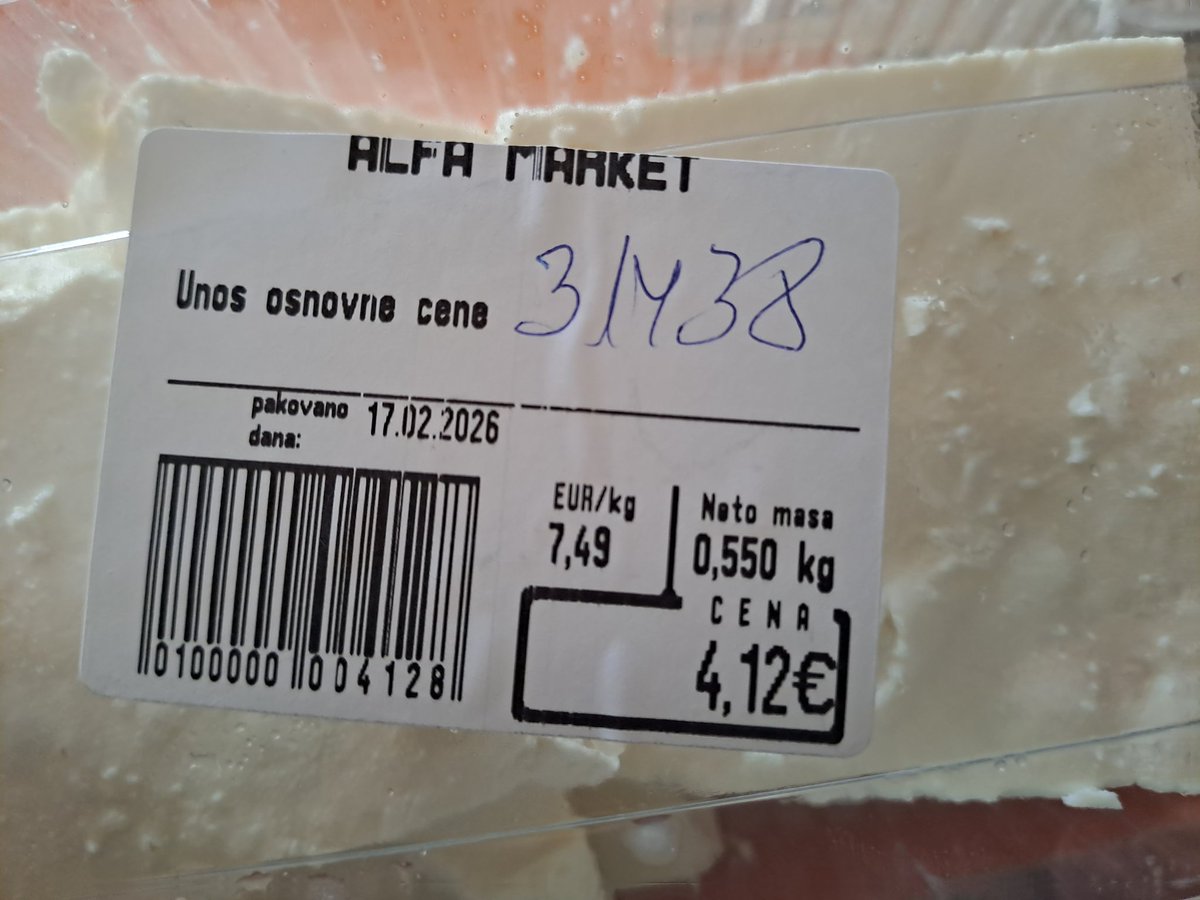 ALFA MARKET
Unos osnovne cene 31438
pakovano
dana: 17.02.2026
EUR/kg
7,49
Neto masa
0,550 kg
CENA
4,12€
0100000 004128